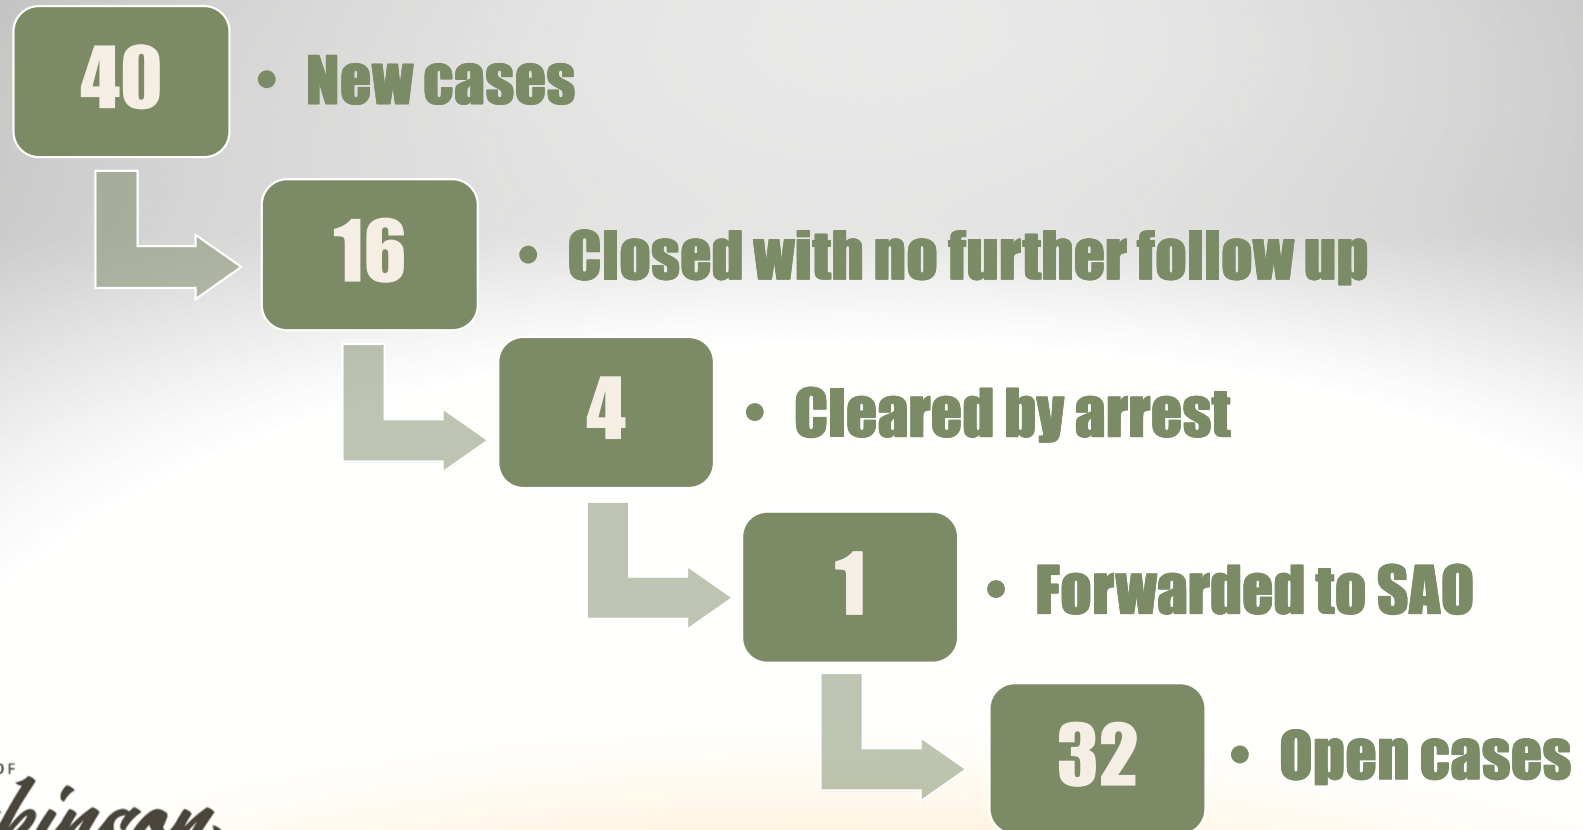 40
• New cases
16
• Closed with no further follow up
4
• Cleared by arrest
1
• Forwarded to SAO
32
• Open cases
OF